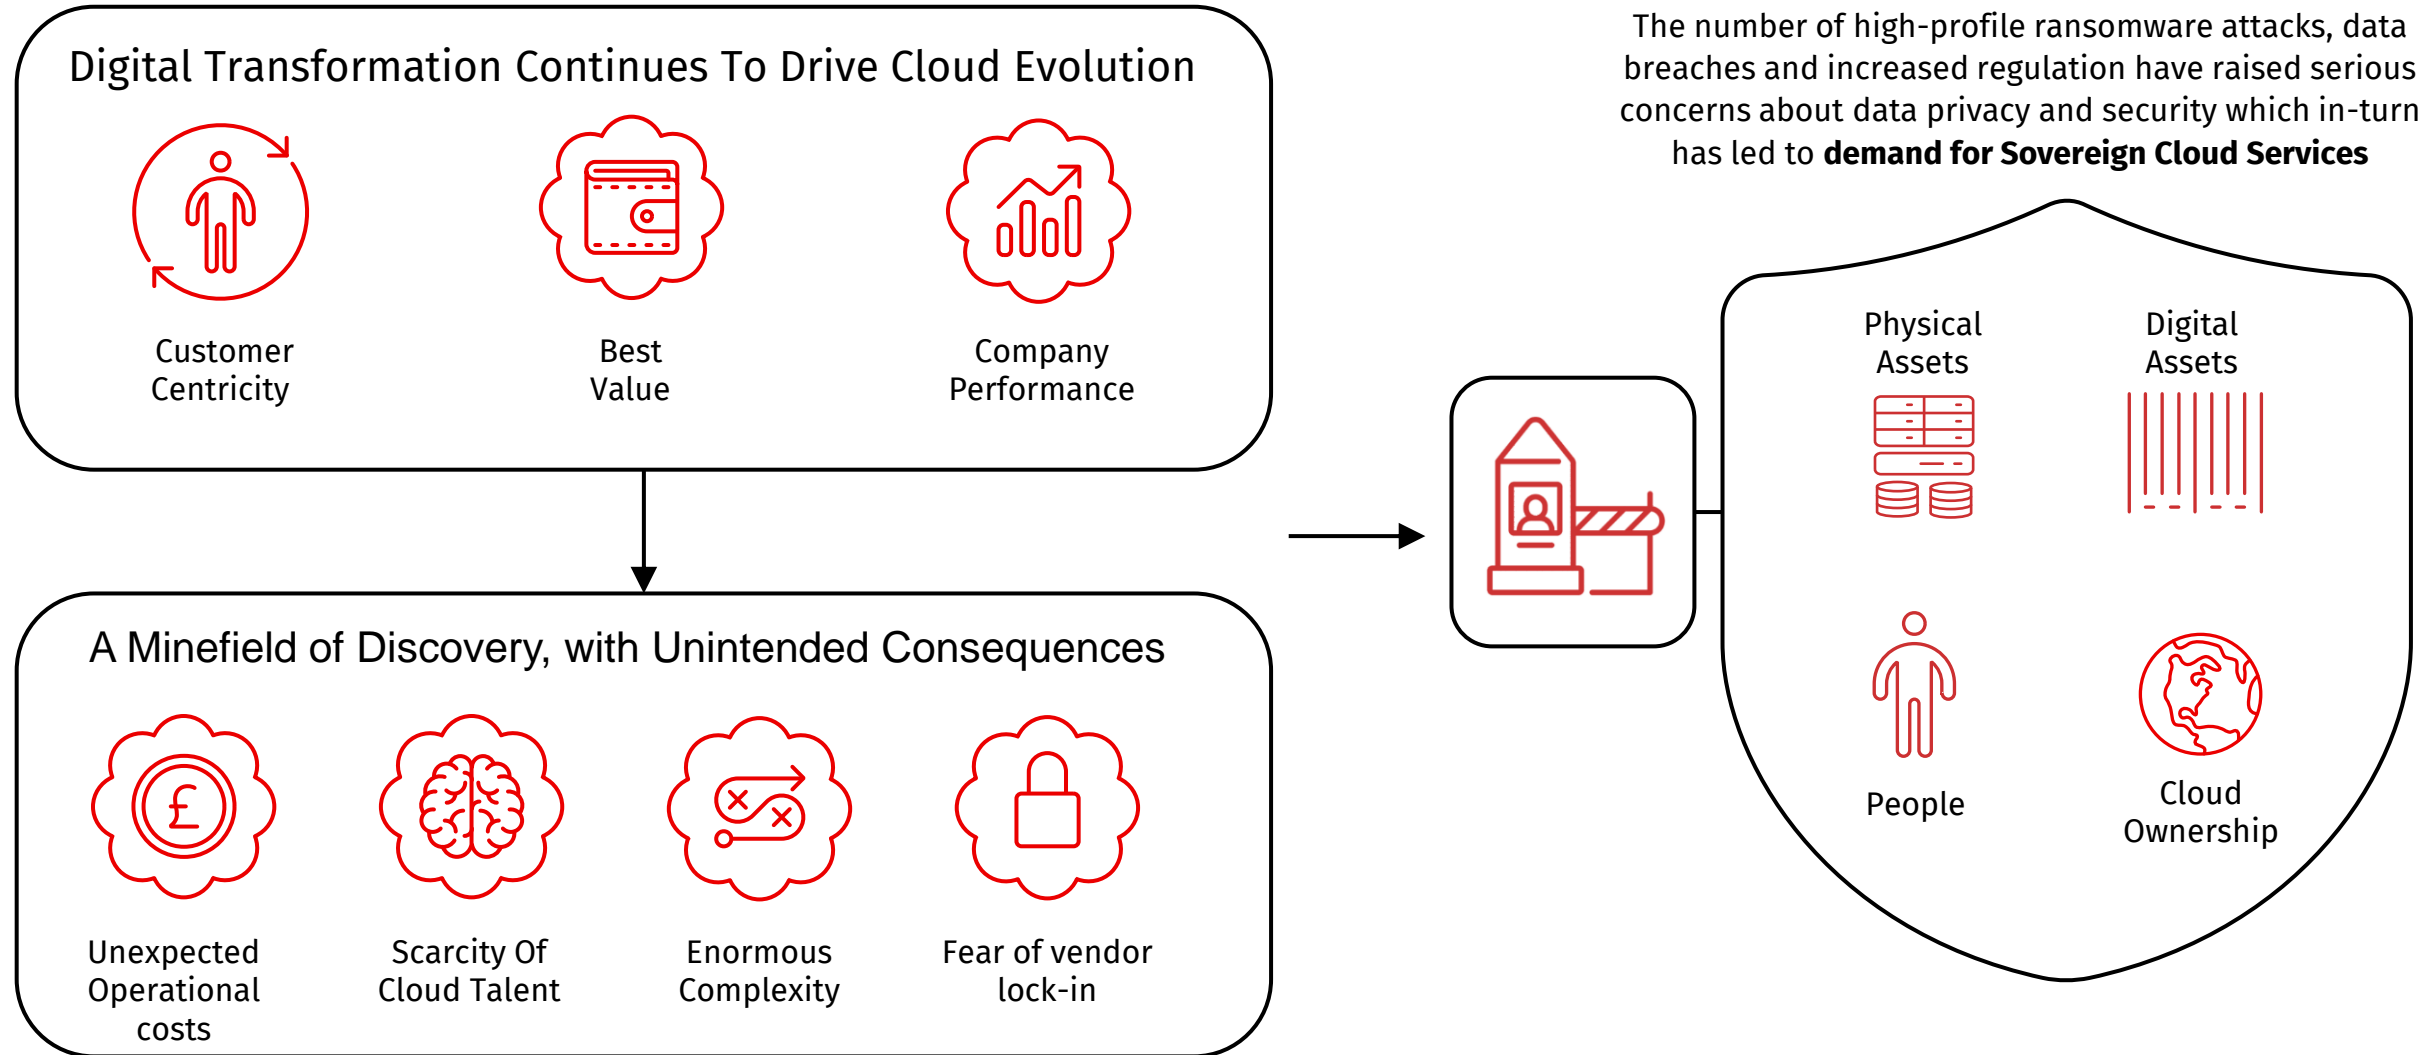 Digital Transformation Continues To Drive Cloud Evolution
Customer
Centricity
Best
Value
Company
Performance
A Minefield of Discovery, with Unintended Consequences
£
Unexpected
Operational
costs
Scarcity Of
Cloud Talent
Enormous
Complexity
Fear of vendor
lock-in
The number of high-profile ransomware attacks, data
breaches and increased regulation have raised serious
concerns about data privacy and security which in-turn
has led to demand for Sovereign Cloud Services
Physical
Assets
Digital
Assets
People
Cloud
Ownership